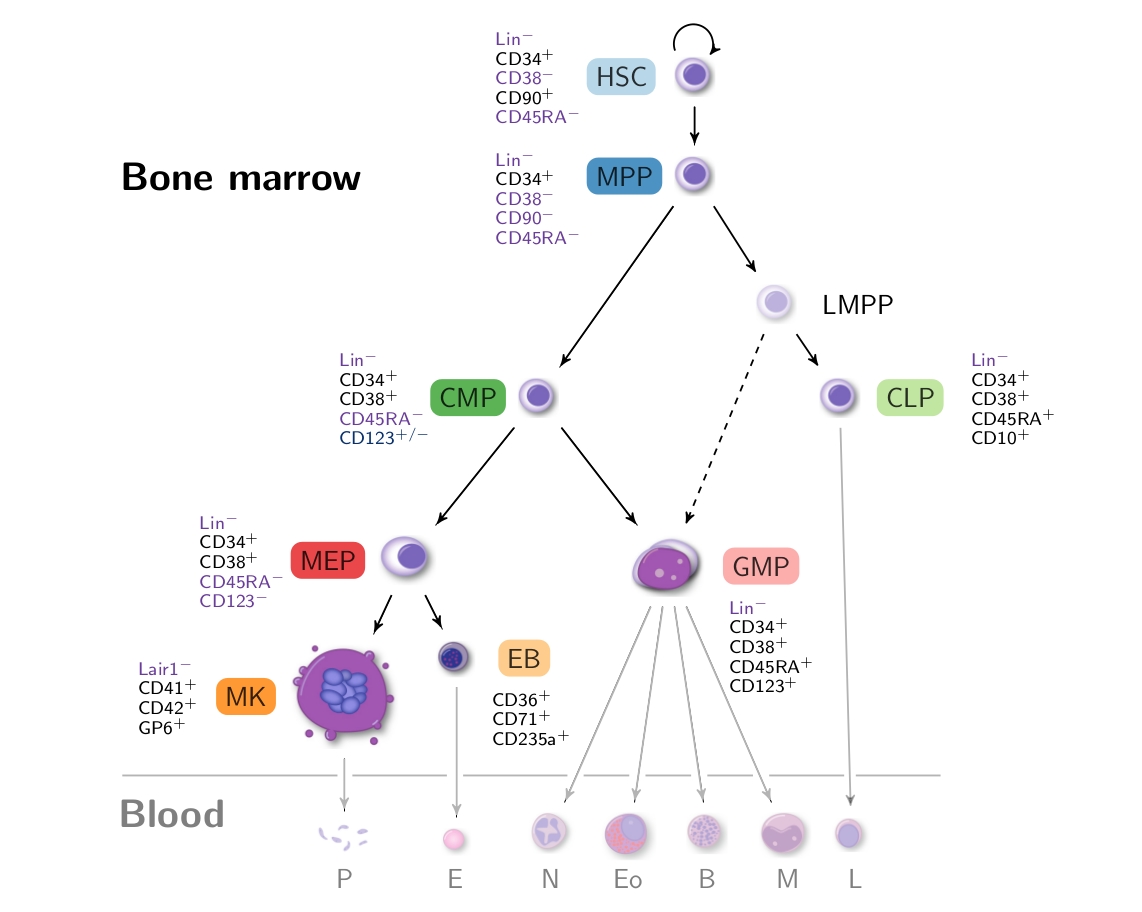 Lin⁻
CD34⁺
CD38⁻
CD90⁺
CD45RA⁻
HSC
Bone marrow
Lin⁻
CD34⁺
CD38⁻
CD90⁻
CD45RA⁻
MPP
LMPP
Lin⁻
CD34⁺
CD38⁺
CD45RA⁻
CD123⁺/⁻
CMP
CLP
Lin⁻
CD34⁺
CD38⁺
CD45RA⁺
CD10⁺
Lin⁻
CD34⁺
CD38⁺
CD45RA⁻
CD123⁻
MEP
GMP
Lin⁻
CD34⁺
CD38⁺
CD45RA⁺
CD123⁺
Lair1⁻
CD41⁺
CD42⁺
GP6⁺
MK
EB
CD36⁺
CD71⁺
CD235a⁺
Blood
P E N Eo B M L